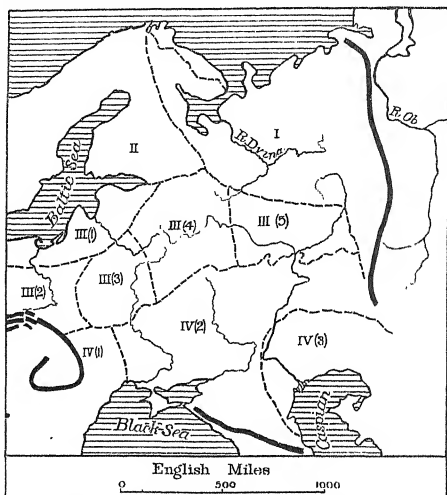 I
R. Ob
R. Dvina
II
Baltic Sea
III(1)
III(4)
III(5)
III(2)
III(3)
IV(1)
IV(2)
IV(3)
Black Sea
Caspian
English Miles
0 500 1000